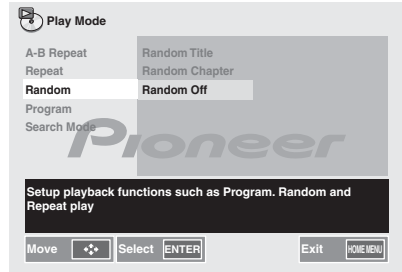 Play Mode
A-B Repeat
Random Title
Repeat
Random Chapter
Random
Random Off
Program
Search Mode
Pioneer
Setup playback functions such as Program. Random and
Repeat play
Move
Select ENTER
Exit HOME MENU